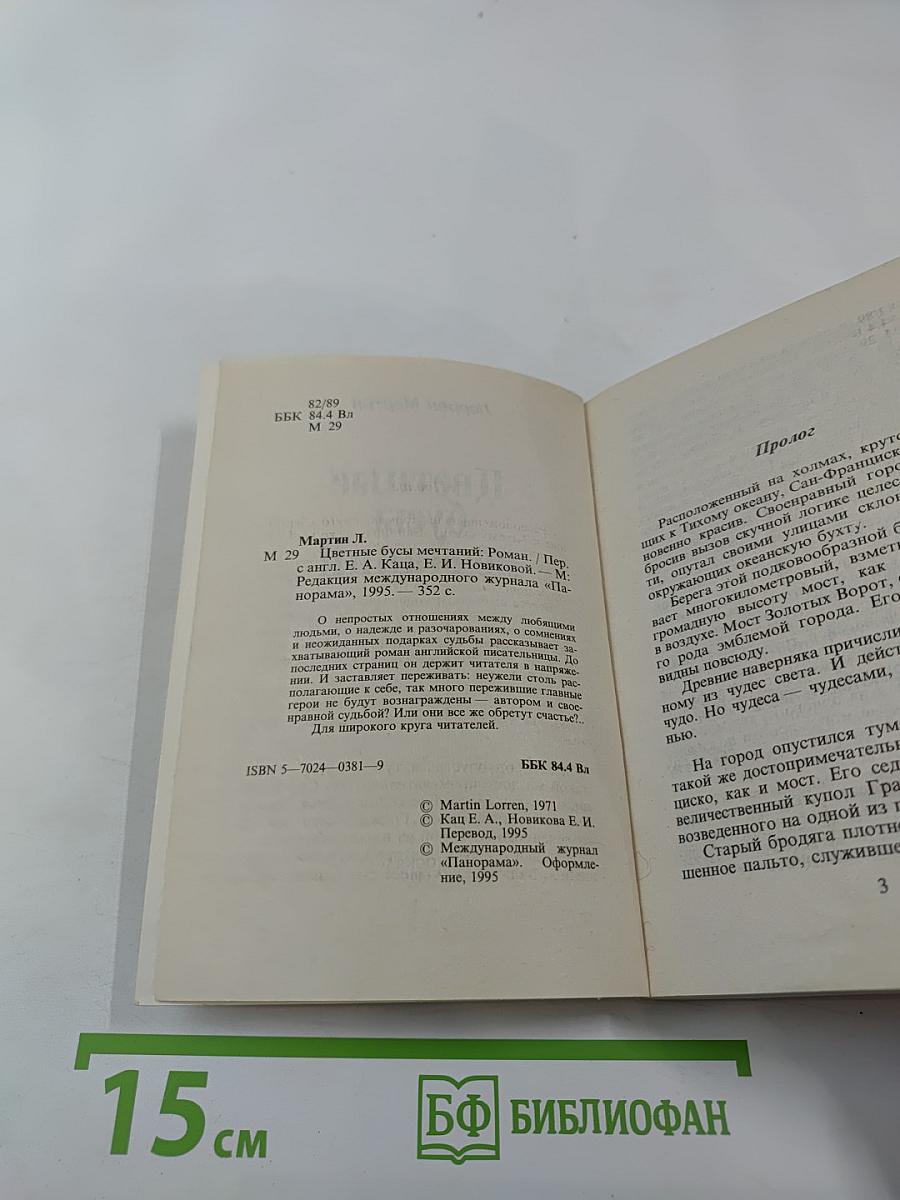 82/89
ББК 84.4 Вл
М 29
Мартин Л.
М 29 Цветные бусы мечтаний: Роман. / Пер.
с англ. Е. А. Каца, Е. И. Новиковой. — М:
Редакция международного журнала «Па-
норама», 1995. — 352 с.
О непростых отношениях между любящими
людьми, о надежде и разочарованиях, о сомнениях
и неожиданных подарках судьбы рассказывает за-
хватывающий роман английской писательницы. До
последних страниц он держит читателя в напряже-
нии. И заставляет переживать: неужели столь рас-
полагающие к себе, так много пережившие главные
герои не будут вознаграждены — автором и свое-
нравной судьбой? Или они все же обретут счастье?..
Для широкого круга читателей.
ISBN 5—7024—0381—9 ББК 84.4 Вл
© Martin Lorren, 1971
© Кац Е. А., Новикова Е. И.
Перевод, 1995
© Международный журнал
«Панорама». Оформле-
ние, 1995
Пролог
Расположенный на холмах, круто
щих к Тихому океану, Сан-Франциск
новенно красив. Своенравный горо
бросив вызов скучной логике целес
ти, опутал своими улицами склон
окружающих океанскую бухту.
Берега этой подковообразной б
вает многокилометровый, взмет
громадную высоту мост, как
в воздухе. Мост Золотых Ворот,
го рода эмблемой города. Его
видны повсюду.
Древние наверняка причисли
ному из чудес света. И дейст
чудо. Но чудеса — чудесами,
нью.
На город опустился тум
такой же достопримечатель
циско, как и мост. Его сед
величественный купол Гра
возведенного на одной из
Старый бродяга плотн
шенное пальто, служивше
3
15 см
БФ БИБЛИОФАН